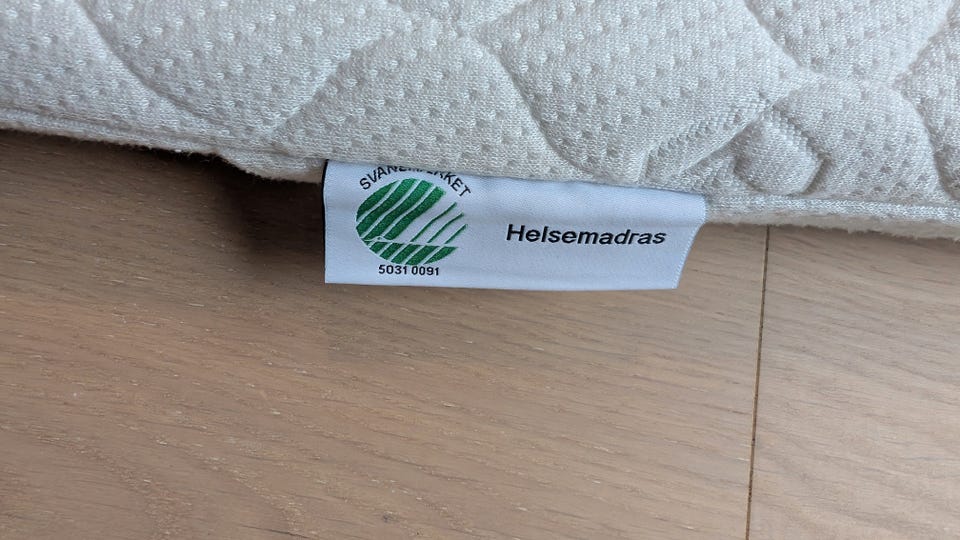 SVANEMÆRKET
5031 0091
Helsemadras